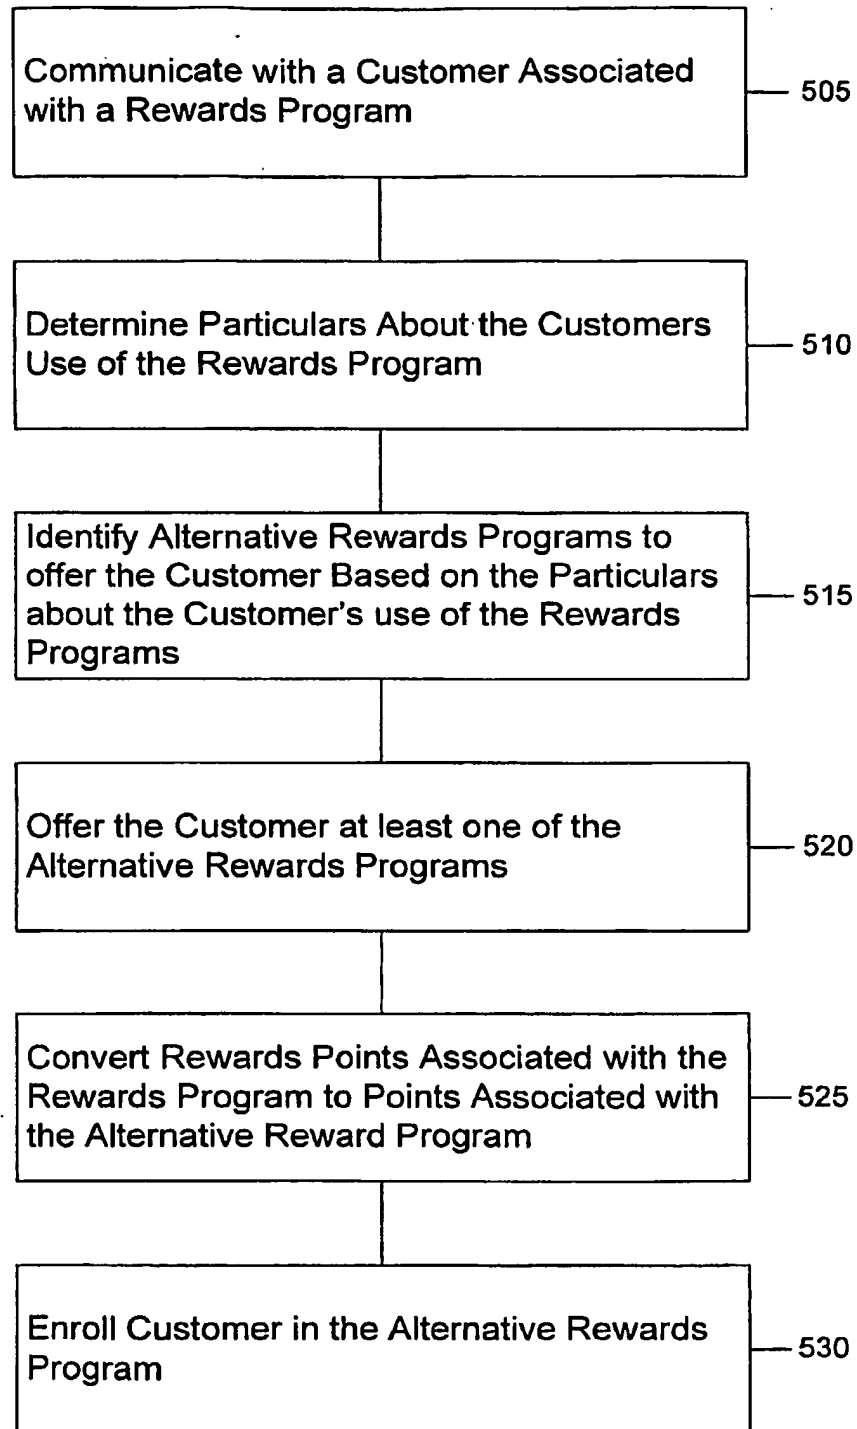 Communicate with a Customer Associated
with a Rewards Program
505
Determine Particulars About the Customers
Use of the Rewards Program
510
Identify Alternative Rewards Programs to
offer the Customer Based on the Particulars
about the Customer's use of the Rewards
Programs
515
Offer the Customer at least one of the
Alternative Rewards Programs
520
Convert Rewards Points Associated with the
Rewards Program to Points Associated with
the Alternative Reward Program
525
Enroll Customer in the Alternative Rewards
Program
530